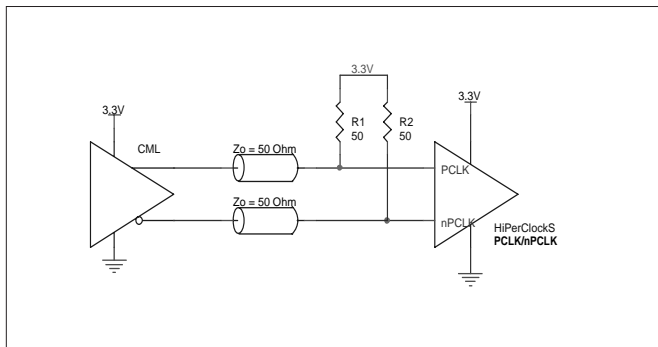 3.3V
3.3V
R1
50
R2
50
3.3V
CML
Zo = 50 Ohm
PCLK
Zo = 50 Ohm
nPCLK
HiPerClockS
PCLK/nPCLK